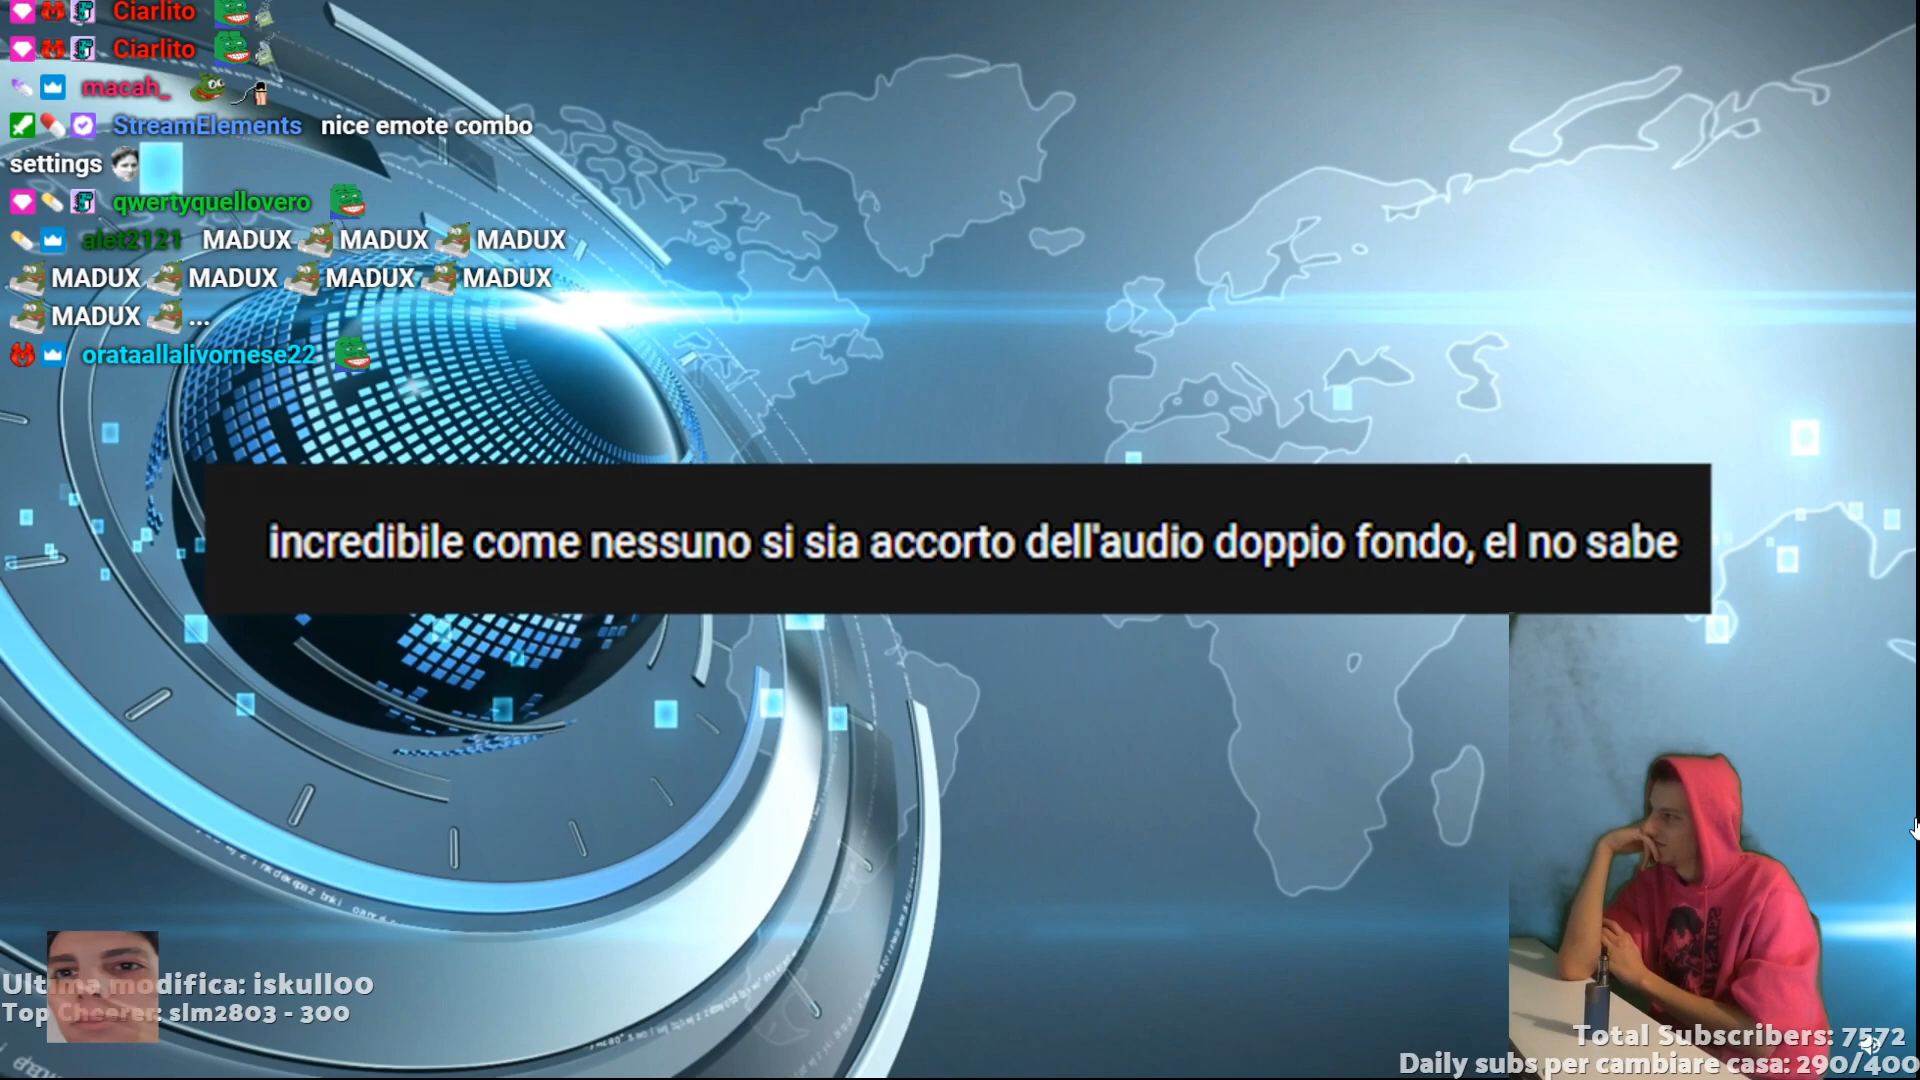 Ciarlito
Ciarlito
macah_
StreamElements nice emote combo
settings
qwertyquellovero
alet2121 MADUX MADUX MADUX
MADUX MADUX MADUX MADUX
MADUX ...
orataallalivornese22
incredibile come nessuno si sia accorto dell'audio doppio fondo, el no sabe
Ultima modifica: iskull00
Top Cheerer: slm2803 - 300
Total Subscribers: 7572
Daily subs per cambiare casa: 290/400